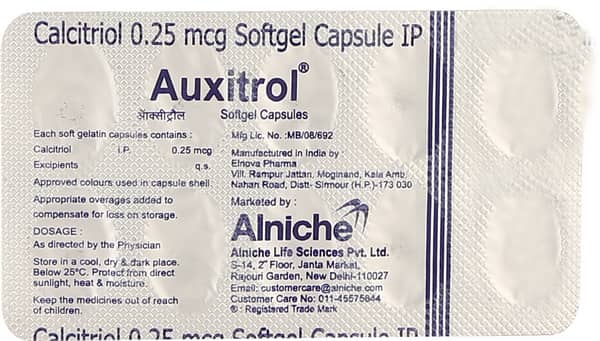 Calcitriol 0.25 mcg Softgel Capsule IP
Auxitrol®
ऑक्सीट्रौल Softgel Capsules
Each soft gelatin capsules contains :
Calcitriol I.P. 0.25 mcg
Excipients q.s.
Approved colours used in capsule shell.
Appropriate overages added to
compensate for loss on storage.
DOSAGE :
As directed by the Physician
Store in a cool, dry & dark place.
Below 25°C. Protect from direct
sunlight, heat & moisture.
Keep the medicines out of reach
of children.
Mfg Lic. No. :MB/08/692
Manufactutred in India by :
Elnova Pharma
Vill. Rampur Jattan, Moginand, Kala Amb,
Nahan Road, Distt- Sirmour (H.P.)-173 030
Marketed by :
Alniche
Alniche Life Sciences Pvt. Ltd.
S-14, 2nd Floor, Janta Market,
Rajouri Garden, New Delhi-110027
Email: customercare@alniche.com
Customer Care No: 011-45575644
® : Registered Trade Mark
Calcitriol 0.25 mcg Softgel Capsule IP